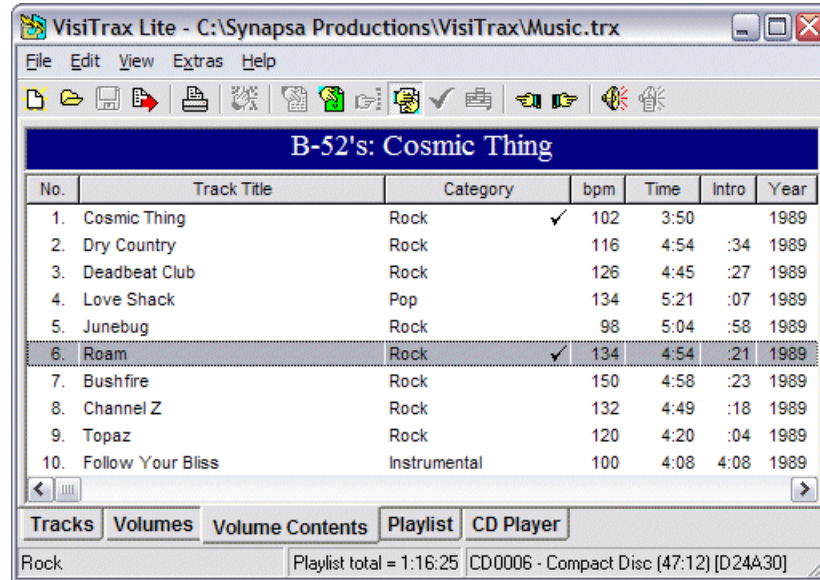 VisiTrax Lite - C:\Synapsa Productions\VisiTrax\Music.trx
File Edit View Extras Help
B-52's: Cosmic Thing
No. Track Title Category bpm Time Intro Year
1. Cosmic Thing Rock ✓ 102 3:50 1989
2. Dry Country Rock 116 4:54 :34 1989
3. Deadbeat Club Rock 126 4:45 :27 1989
4. Love Shack Pop 134 5:21 :07 1989
5. Junebug Rock 98 5:04 :58 1989
6. Roam Rock ✓ 134 4:54 :21 1989
7. Bushfire Rock 150 4:58 :23 1989
8. Channel Z Rock 132 4:49 :18 1989
9. Topaz Rock 120 4:20 :04 1989
10. Follow Your Bliss Instrumental 100 4:08 4:08 1989
Tracks Volumes Volume Contents Playlist CD Player
Rock Playlist total = 1:16:25 CD0006 - Compact Disc (47:12) [D24A30]